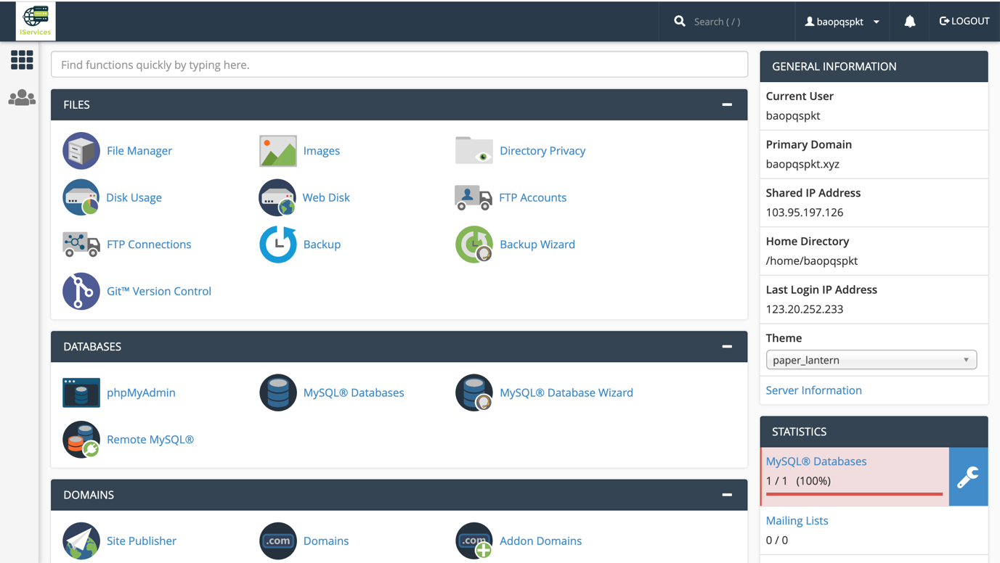 IServices
Search ( / )
baopqspkt
LOGOUT
Find functions quickly by typing here.
FILES
File Manager
Images
Directory Privacy
Disk Usage
Web Disk
FTP Accounts
FTP Connections
Backup
Backup Wizard
Git™ Version Control
DATABASES
phpMyAdmin
MySQL® Databases
MySQL® Database Wizard
Remote MySQL®
DOMAINS
Site Publisher
.com
Domains
.com
Addon Domains
GENERAL INFORMATION
Current User
baopqspkt
Primary Domain
baopqspkt.xyz
Shared IP Address
103.95.197.126
Home Directory
/home/baopqspkt
Last Login IP Address
123.20.252.233
Theme
paper_lantern
Server Information
STATISTICS
MySQL® Databases
1 / 1 (100%)
Mailing Lists
0 / 0